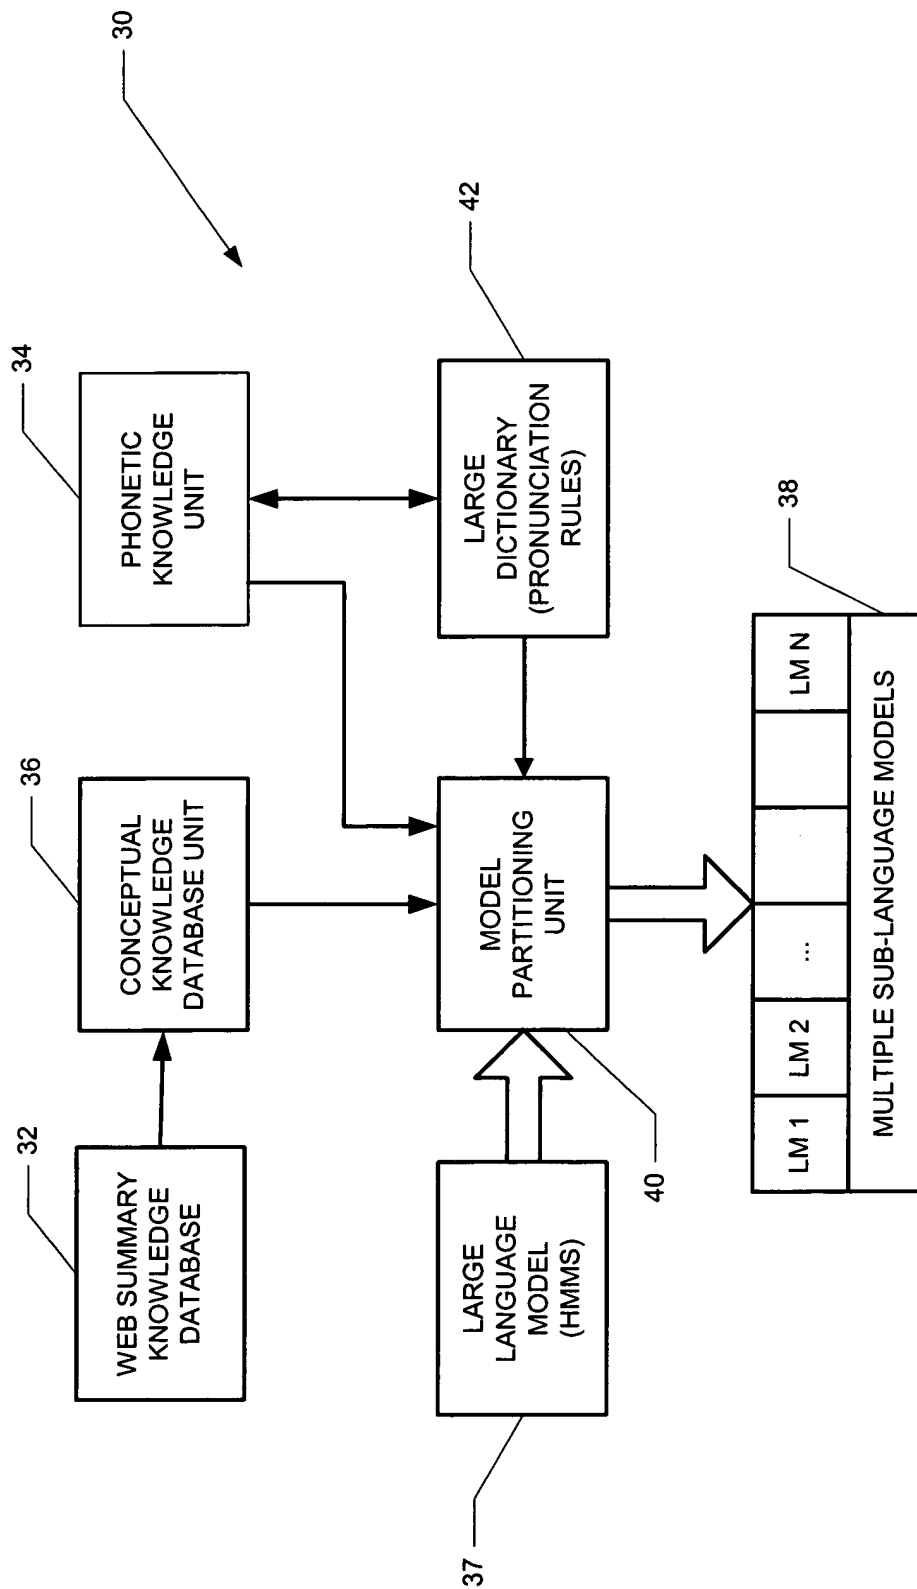 30
32
WEB SUMMARY
KNOWLEDGE
DATABASE
36
CONCEPTUAL
KNOWLEDGE
DATABASE UNIT
34
PHONETIC
KNOWLEDGE
UNIT
37
LARGE
LANGUAGE
MODEL
(HMMS)
40
MODEL
PARTITIONING
UNIT
42
LARGE
DICTIONARY
(PRONUNCIATION
RULES)
38
LM 1
LM 2
...
LM N
MULTIPLE SUB-LANGUAGE MODELS